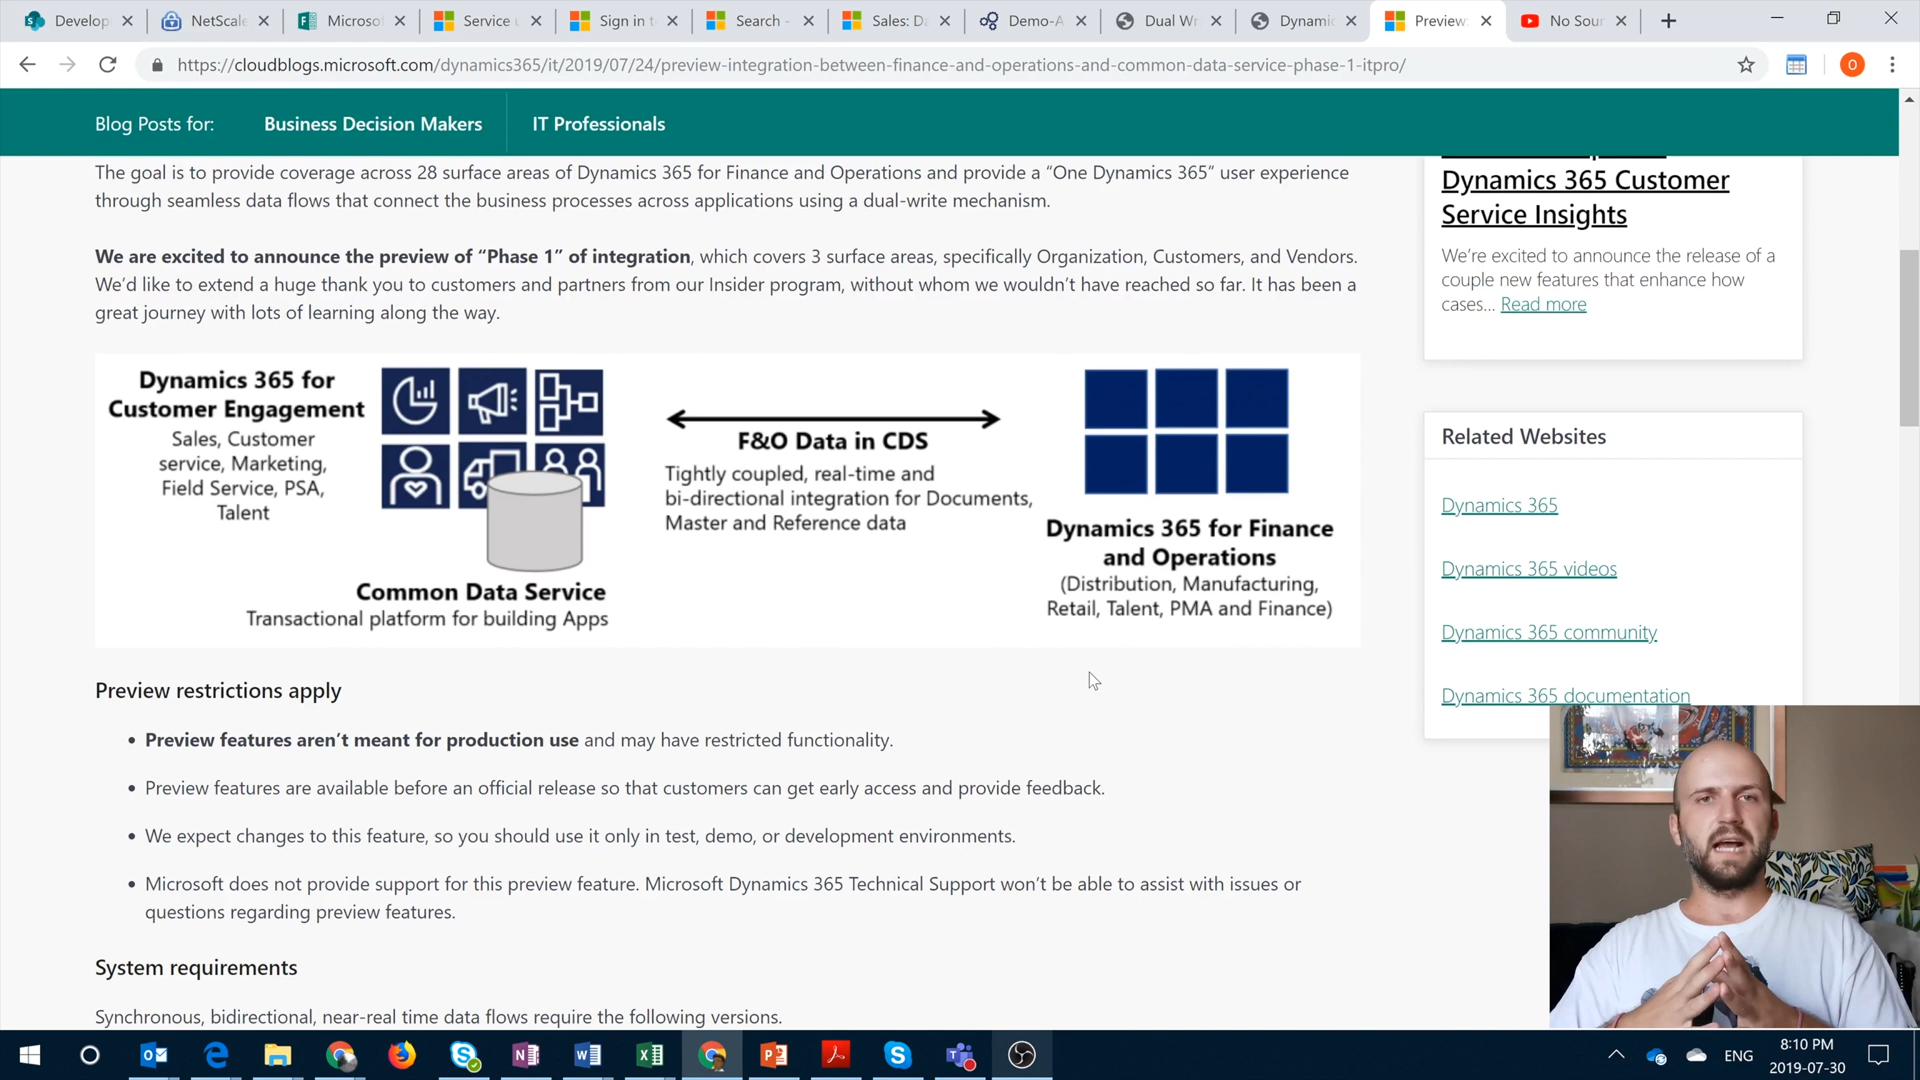 Develop
NetScale
Microso
Service u
Sign in t
Search -
Sales: D
Demo-A
Dual Wr
Dynamic
Preview:
No Sour
https://cloudblogs.microsoft.com/dynamics365/it/2019/07/24/preview-integration-between-finance-and-operations-and-common-data-service-phase-1-itpro/
O
Blog Posts for:
Business Decision Makers
IT Professionals
The goal is to provide coverage across 28 surface areas of Dynamics 365 for Finance and Operations and provide a “One Dynamics 365” user experience
through seamless data flows that connect the business processes across applications using a dual-write mechanism.
We are excited to announce the preview of “Phase 1” of integration, which covers 3 surface areas, specifically Organization, Customers, and Vendors.
We’d like to extend a huge thank you to customers and partners from our Insider program, without whom we wouldn’t have reached so far. It has been a
great journey with lots of learning along the way.
Dynamics 365 for
Customer Engagement
Sales, Customer
service, Marketing,
Field Service, PSA,
Talent
Common Data Service
Transactional platform for building Apps
F&O Data in CDS
Tightly coupled, real-time and
bi-directional integration for Documents,
Master and Reference data
Dynamics 365 for Finance
and Operations
(Distribution, Manufacturing,
Retail, Talent, PMA and Finance)
Preview restrictions apply
• Preview features aren’t meant for production use and may have restricted functionality.
• Preview features are available before an official release so that customers can get early access and provide feedback.
• We expect changes to this feature, so you should use it only in test, demo, or development environments.
• Microsoft does not provide support for this preview feature. Microsoft Dynamics 365 Technical Support won’t be able to assist with issues or
questions regarding preview features.
System requirements
Synchronous, bidirectional, near-real time data flows require the following versions.
Dynamics 365 Customer
Service Insights
We’re excited to announce the release of a
couple new features that enhance how
cases... Read more
Related Websites
Dynamics 365
Dynamics 365 videos
Dynamics 365 community
Dynamics 365 documentation
ENG
8:10 PM
2019-07-30